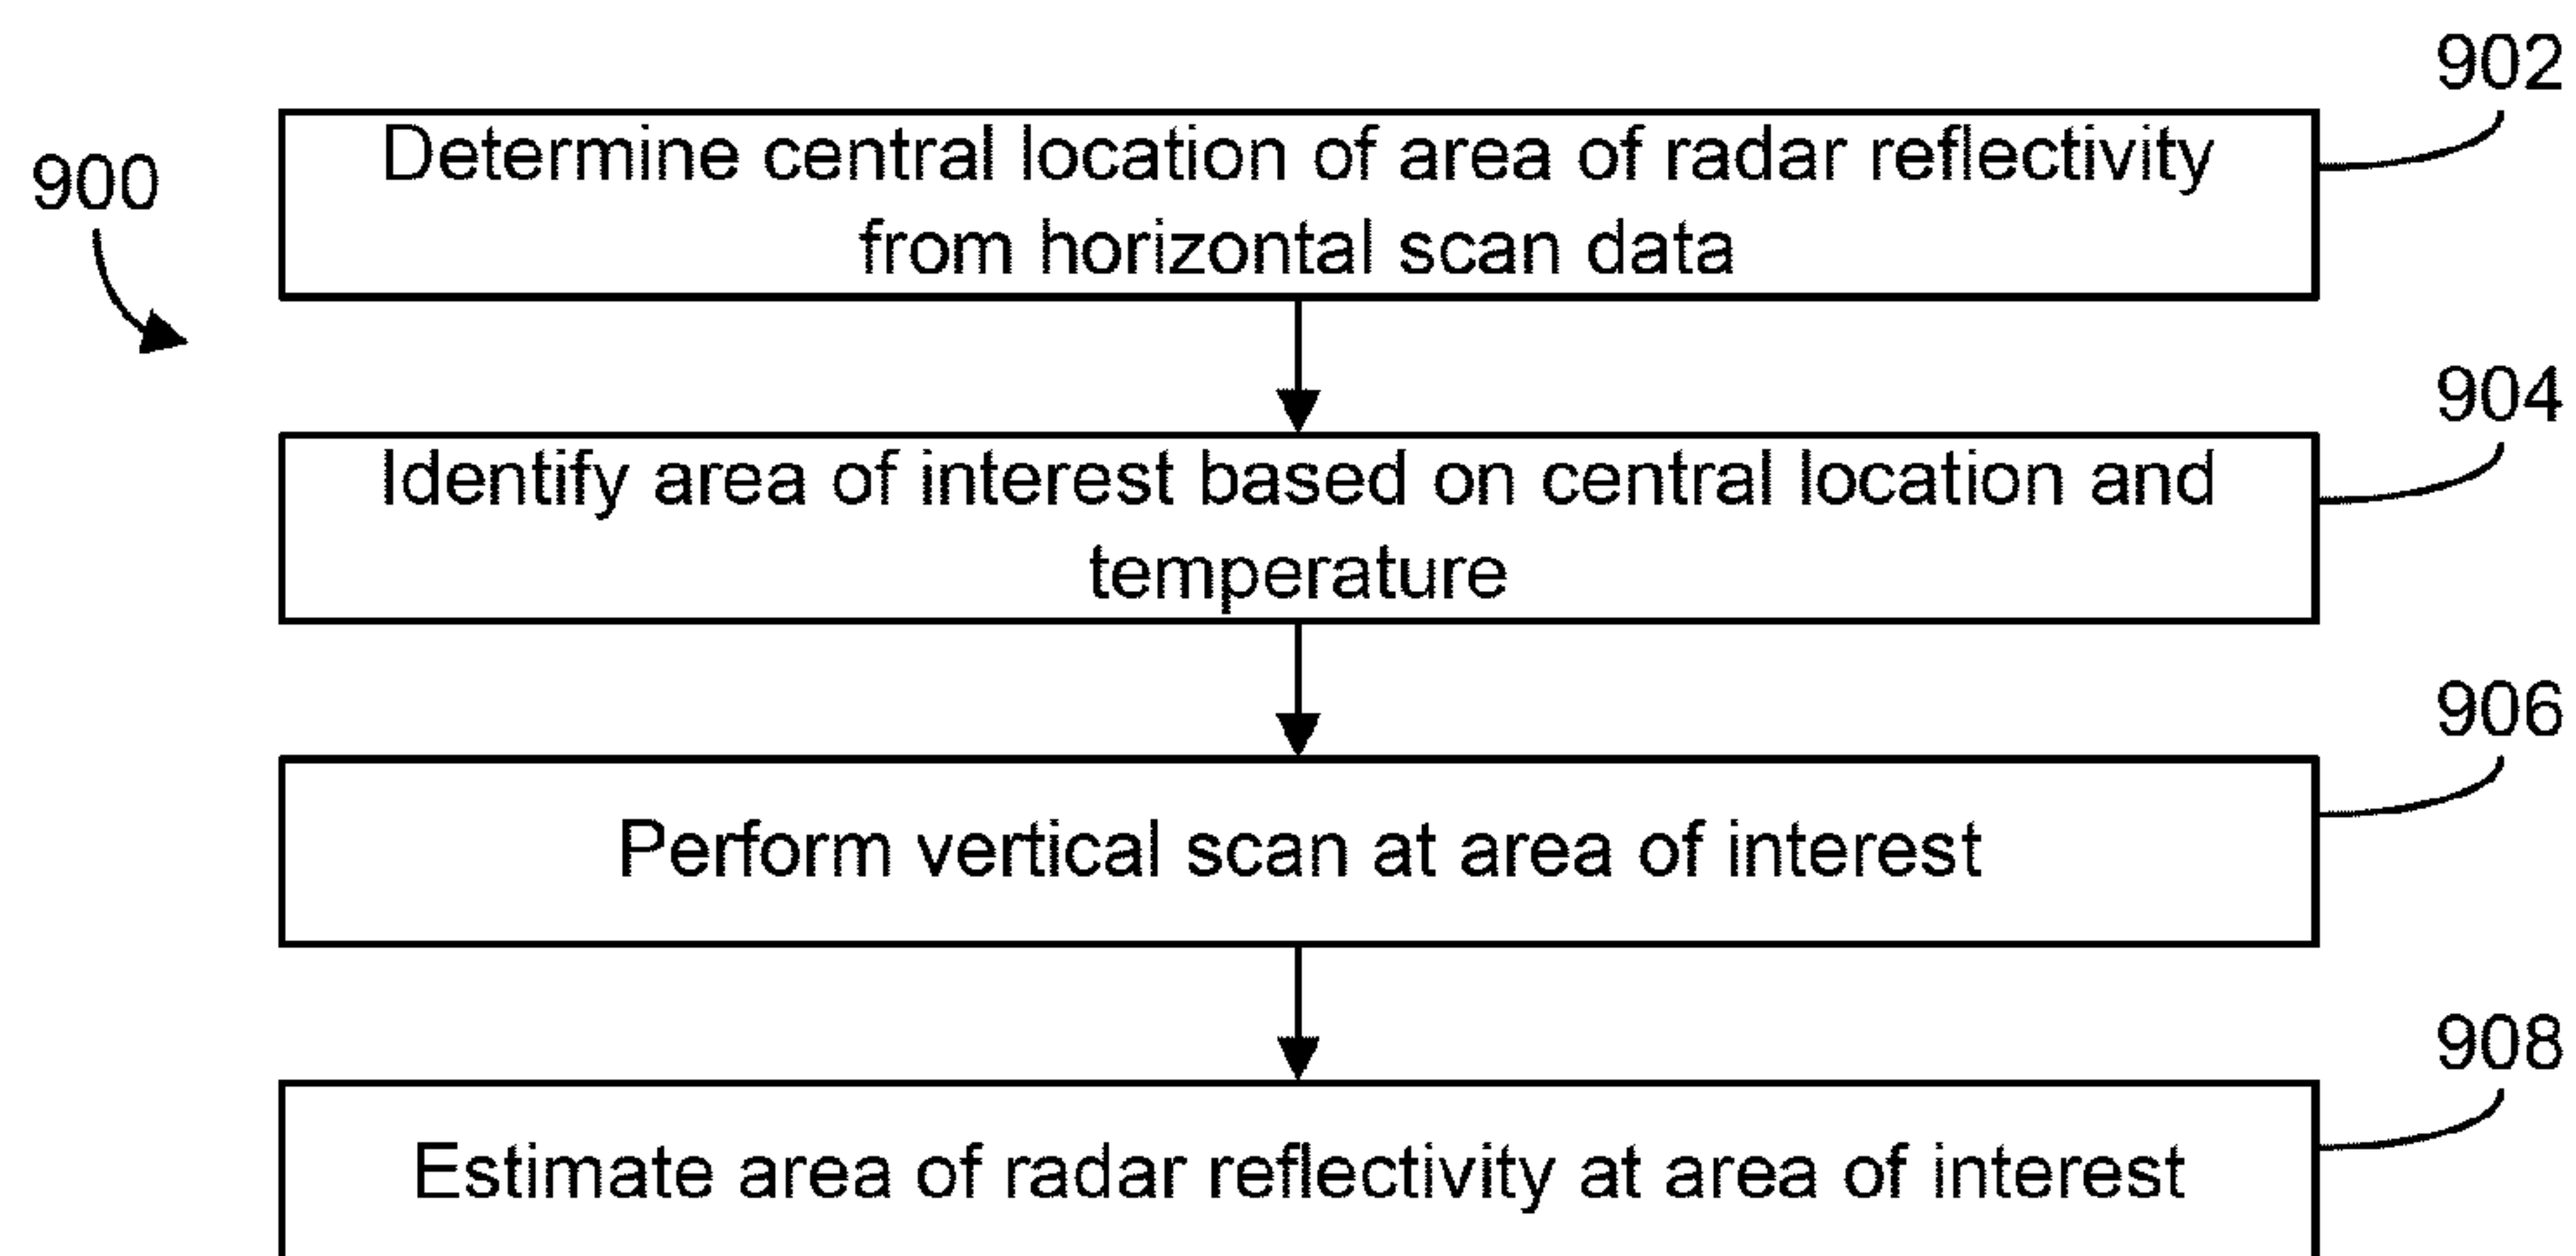 902
900
Determine central location of area of radar reflectivity
from horizontal scan data
904
Identify area of interest based on central location and
temperature
906
Perform vertical scan at area of interest
908
Estimate area of radar reflectivity at area of interest